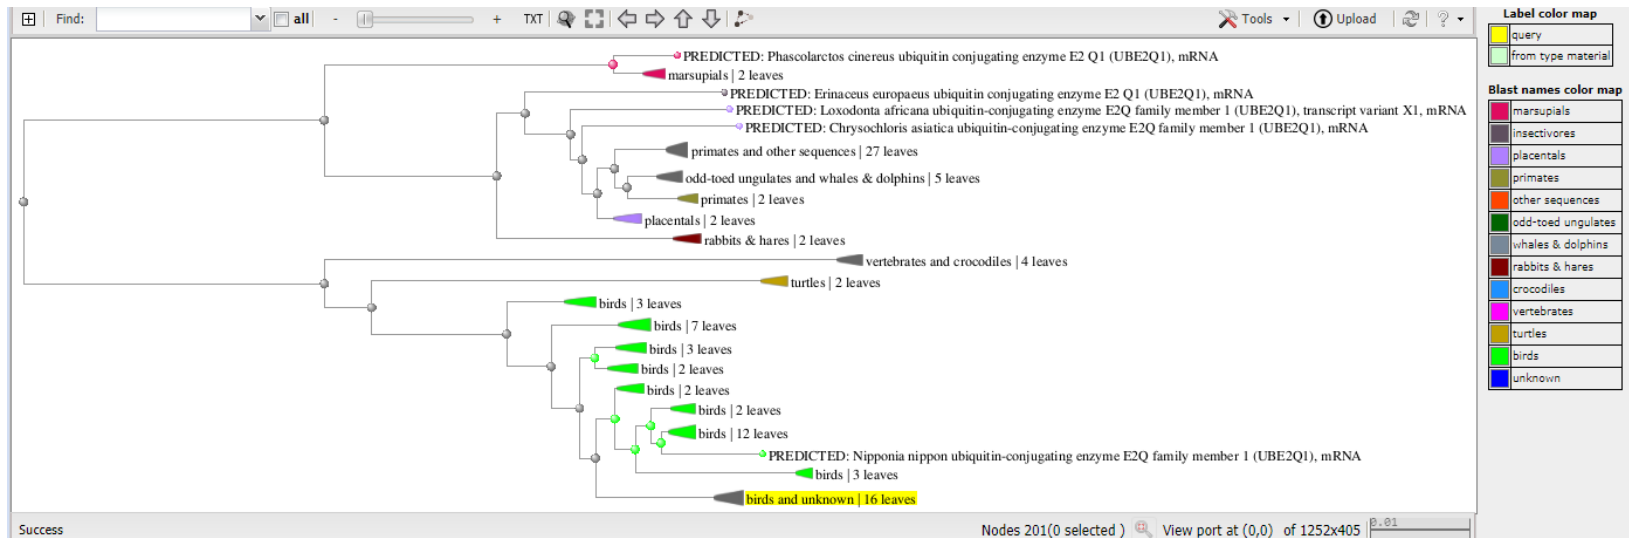 Find:
all
-
+
TXT
Tools
Upload
?
PREDICTED: Phascolarctos cinereus ubiquitin conjugating enzyme E2 Q1 (UBE2Q1), mRNA
marsupials | 2 leaves
PREDICTED: Erinaceus europaeus ubiquitin conjugating enzyme E2 Q1 (UBE2Q1), mRNA
PREDICTED: Loxodonta africana ubiquitin-conjugating enzyme E2Q family member 1 (UBE2Q1), transcript variant X1, mRNA
PREDICTED: Chrysochloris asiatica ubiquitin-conjugating enzyme E2Q family member 1 (UBE2Q1), mRNA
primates and other sequences | 27 leaves
odd-toed ungulates and whales & dolphins | 5 leaves
primates | 2 leaves
placentals | 2 leaves
rabbits & hares | 2 leaves
vertebrates and crocodiles | 4 leaves
turtles | 2 leaves
birds | 3 leaves
birds | 7 leaves
birds | 3 leaves
birds | 2 leaves
birds | 2 leaves
birds | 2 leaves
birds | 12 leaves
PREDICTED: Nipponia nippon ubiquitin-conjugating enzyme E2Q family member 1 (UBE2Q1), mRNA
birds | 3 leaves
birds and unknown | 16 leaves
Success
Nodes 201(0 selected )
View port at (0,0) of 1252x405
0.01
Label color map
query
from type material
Blast names color map
marsupials
insectivores
placentals
primates
other sequences
odd-toed ungulates
whales & dolphins
rabbits & hares
crocodiles
vertebrates
turtles
birds
unknown